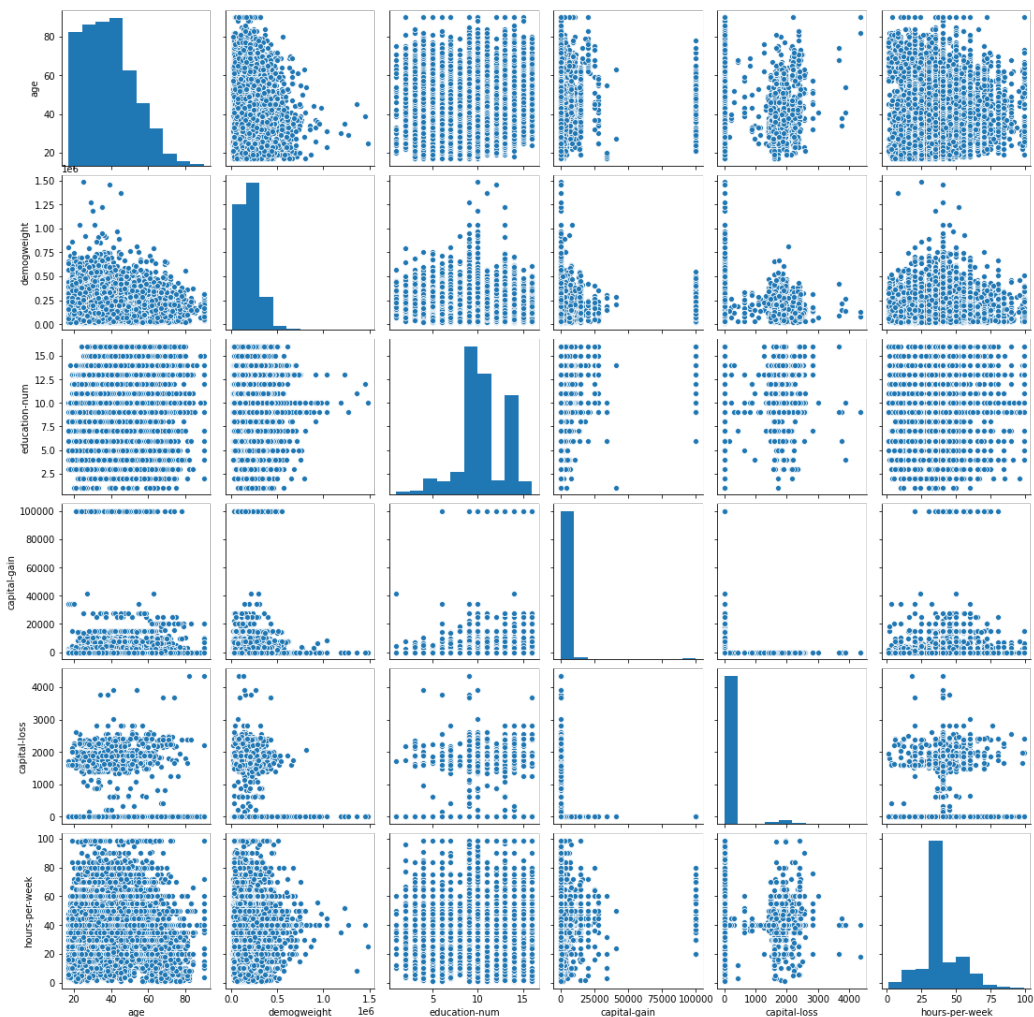 80
60
40
20
age
1e6
1.50
1.25
1.00
0.75
0.50
0.25
0.00
demogweight
15.0
12.5
10.0
7.5
5.0
2.5
education-num
100000
80000
60000
40000
20000
0
capital-gain
4000
3000
2000
1000
0
capital-loss
100
80
60
40
20
0
hours-per-week
20 40 60 80
0.0 0.5 1.0 1.5
5 10 15
0 25000 50000 75000 100000
0 1000 2000 3000 4000
0 25 50 75 100
1e6
age demogweight education-num capital-gain capital-loss hours-per-week